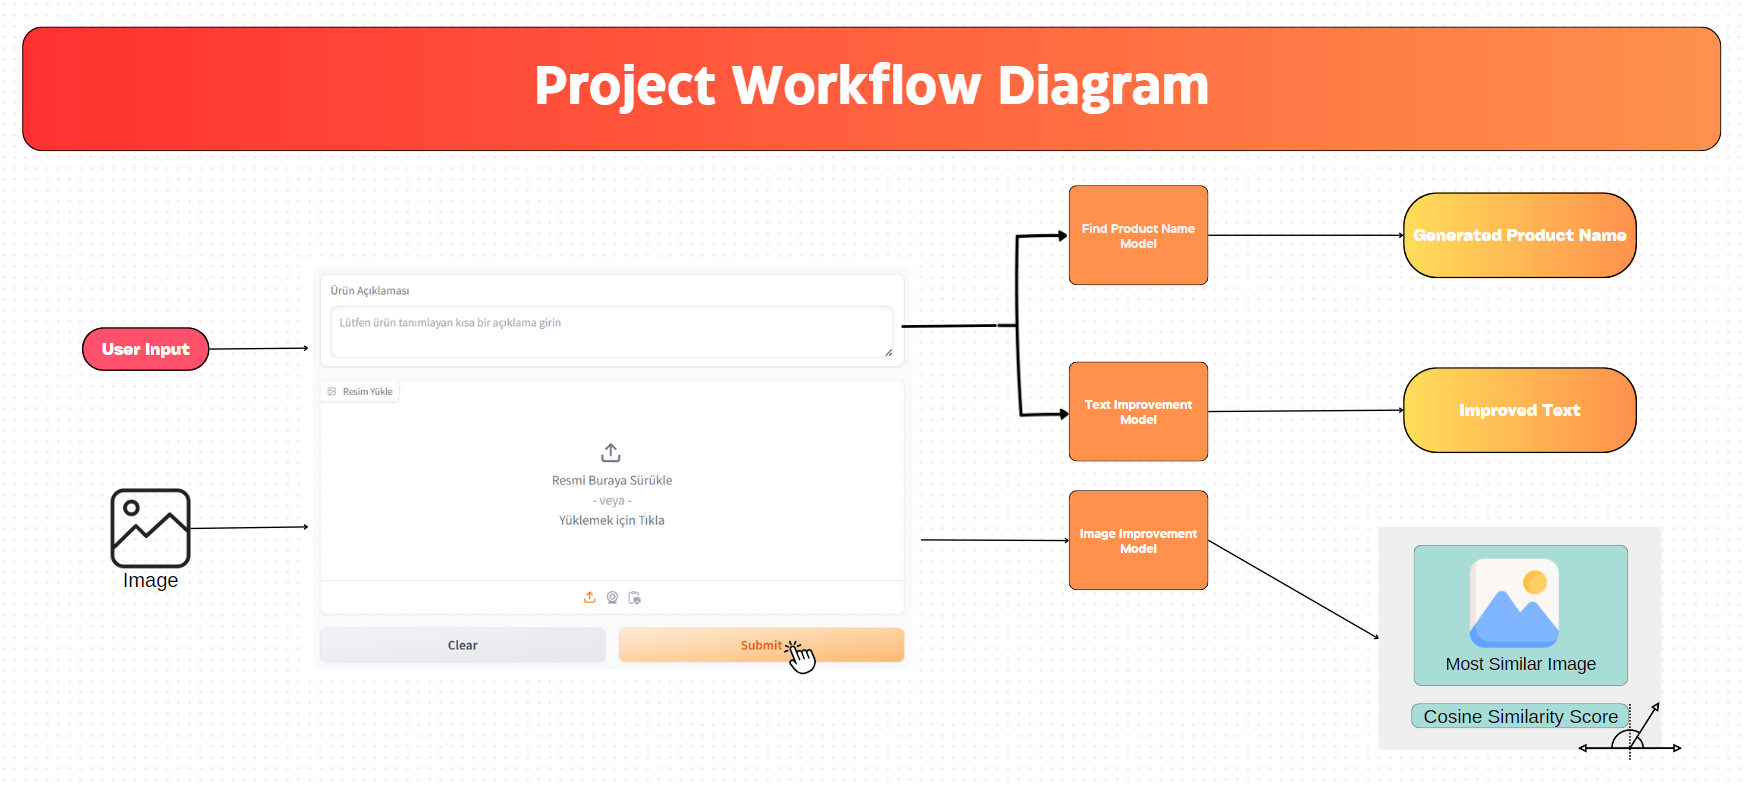 Project Workflow Diagram
User Input
Image
Ürün Açıklaması
Lütfen ürün tanımlayan kısa bir açıklama girin
Resim Yükle
Resmi Buraya Sürükle
- veya -
Yüklemek için Tıkla
Clear
Submit
Find Product Name
Model
Generated Product Name
Text Improvement
Model
Improved Text
Image Improvement
Model
Most Similar Image
Cosine Similarity Score